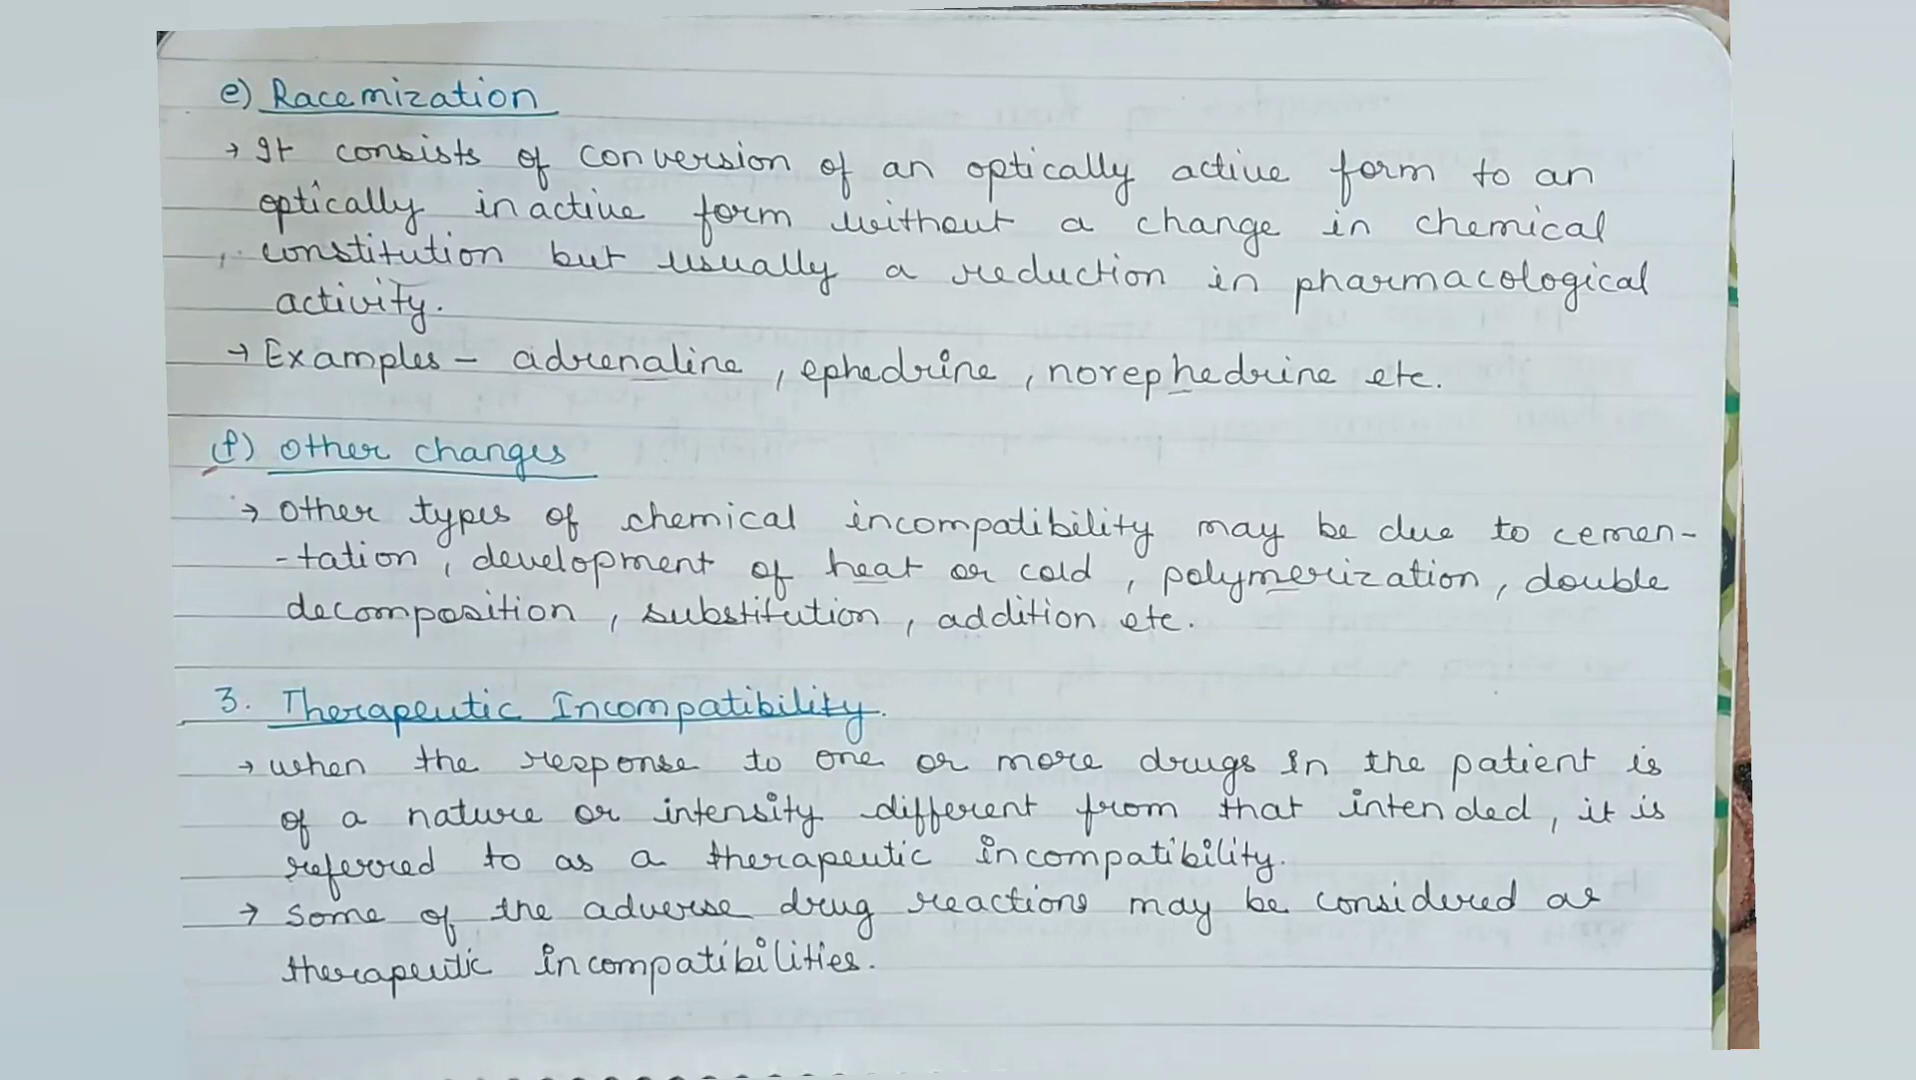 e) Racemization
→ It consists of conversion of an optically active form to an
optically inactive form without a change in chemical
constitution but usually a reduction in pharmacological
activity.
→ Examples - adrenaline, ephedrine, norephedrine etc.
(f) Other changes
→ Other types of chemical incompatibility may be due to cemen-
-tation, development of heat or cold, polymerization, double
decomposition, substitution, addition etc.
3. Therapeutic Incompatibility.
→ when the response to one or more drugs in the patient is
of a nature or intensity different from that intended, it is
referred to as a therapeutic incompatibility.
→ Some of the adverse drug reactions may be considered as
therapeutic incompatibilities.